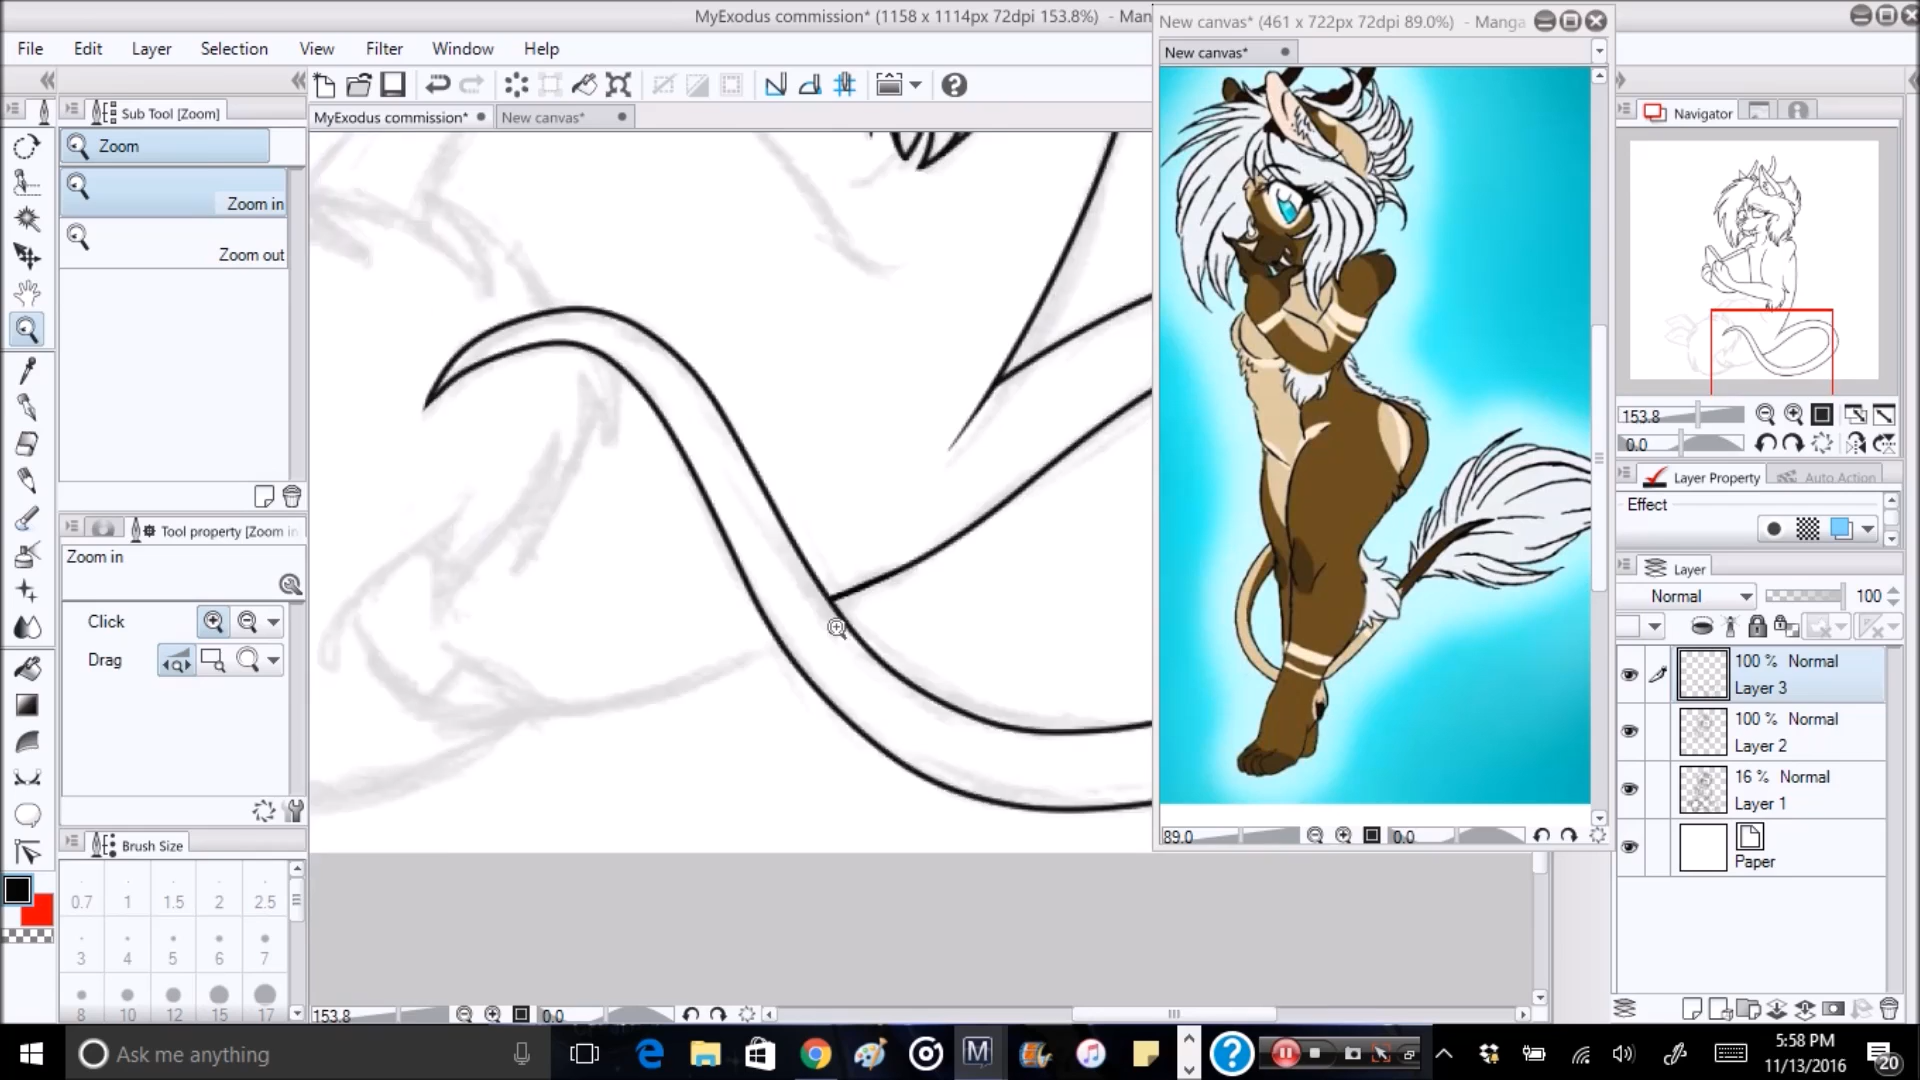 MyExodus commission* (1158 x 1114px 72dpi 153.8%) - Man
New canvas* (461 x 722px 72dpi 89.0%) - Manga
File Edit Layer Selection View Filter Window Help
New canvas*
Sub Tool [Zoom]
MyExodus commission* New canvas*
Navigator
Zoom
Zoom in
Zoom out
153.8
0.0
Layer Property Auto Action
Effect
Tool property [Zoom in
Zoom in
Layer
Normal 100
Click
Drag
100 % Normal
Layer 3
100 % Normal
Layer 2
16 % Normal
Layer 1
Paper
89.0 0.0
Brush Size
0.7 1 1.5 2 2.5
3 4 5 6 7
8 10 12 15 17
153.8 0.0
Ask me anything
5:58 PM
11/13/2016
20